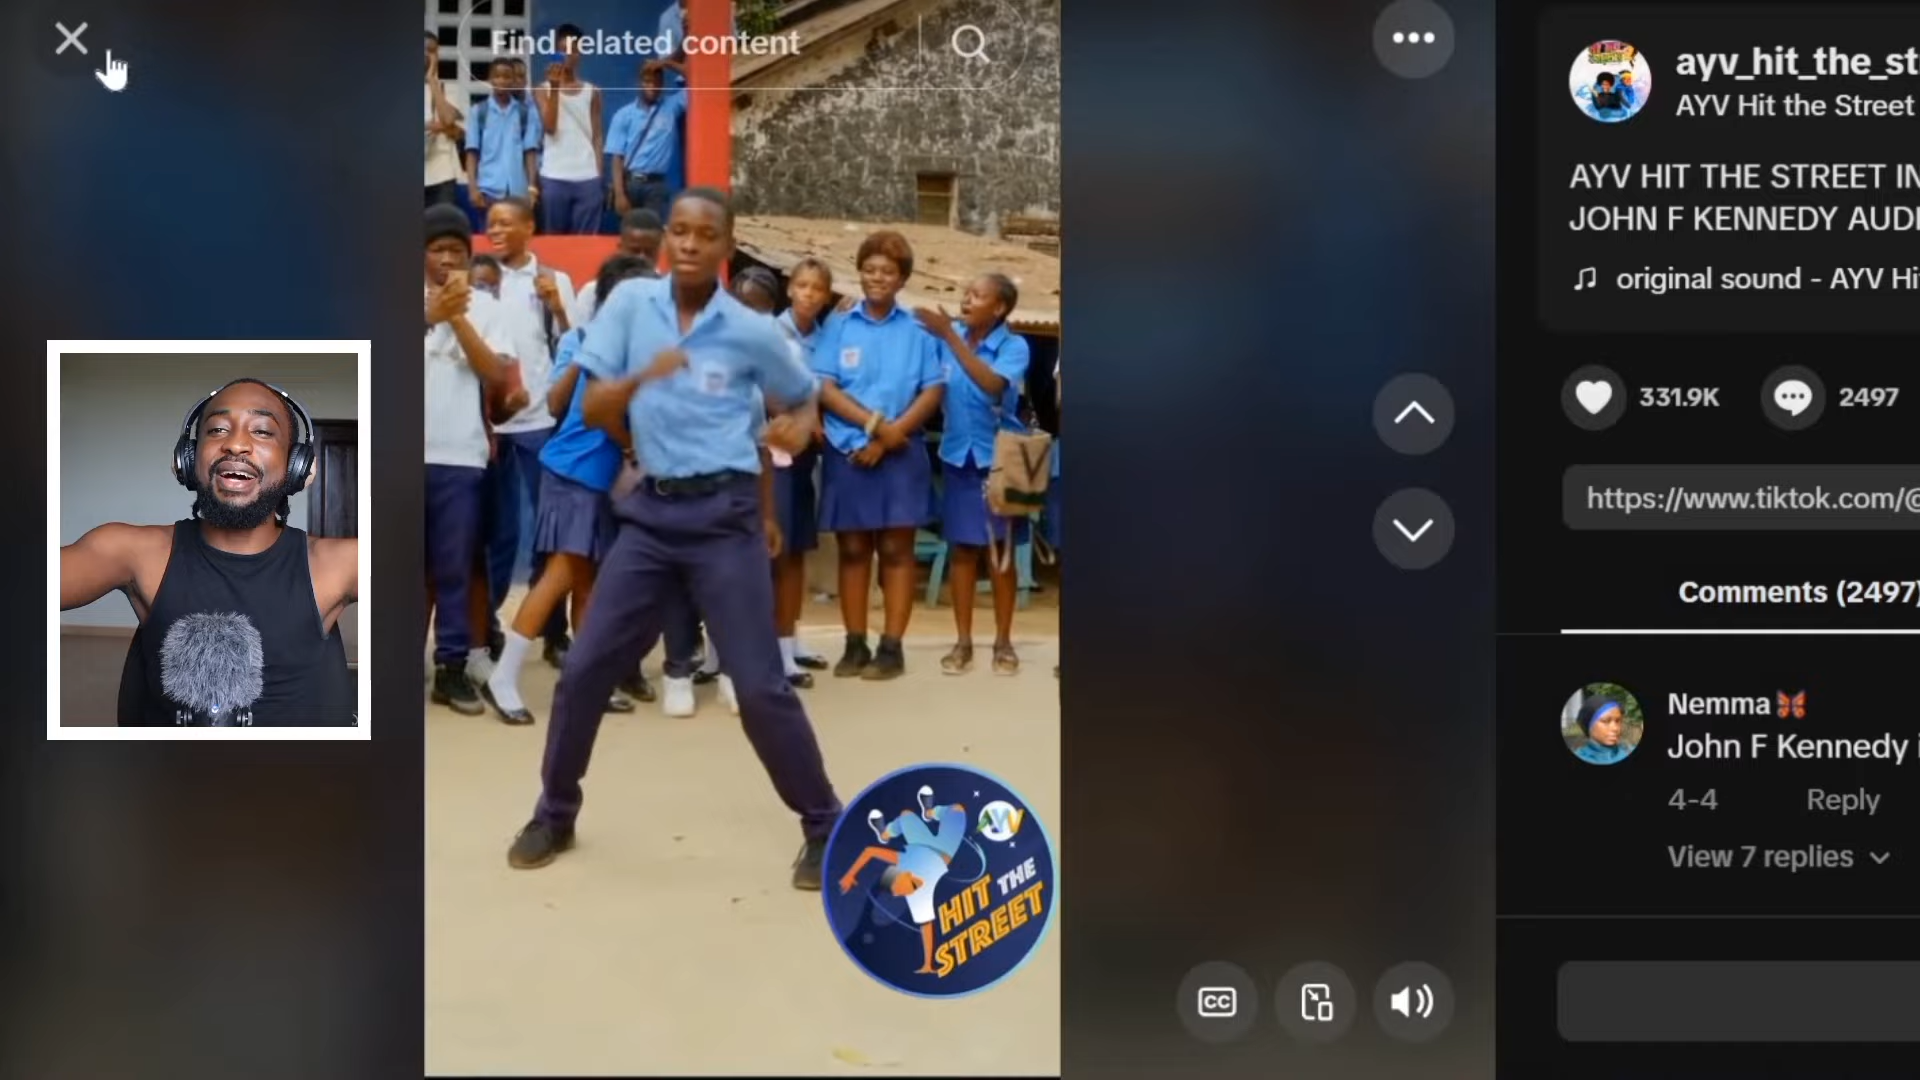 Find related content
ayv_hit_the_st
AYV Hit the Street
AYV HIT THE STREET IN
JOHN F KENNEDY AUDI
original sound - AYV Hi
331.9K
2497
https://www.tiktok.com/@
Comments (2497)
Nemma
John F Kennedy i
4-4
Reply
View 7 replies
AYV
HIT THE
STREET
CC